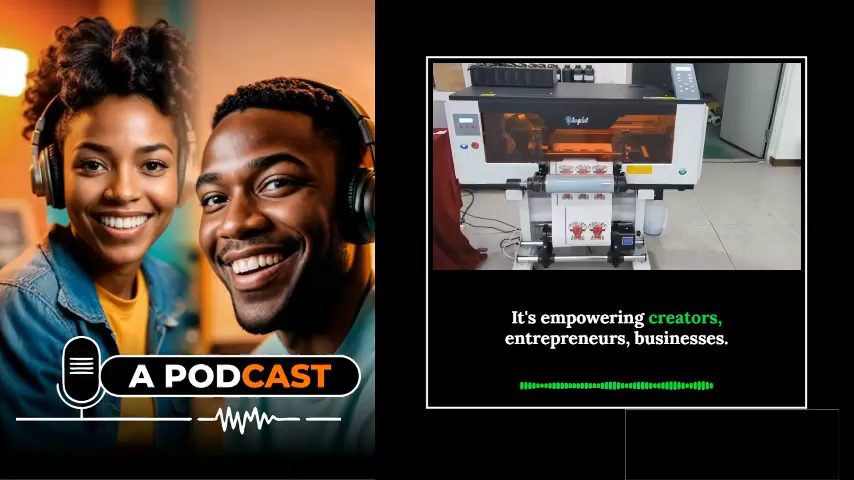 A PODCAST
It's empowering creators,
entrepreneurs, businesses.